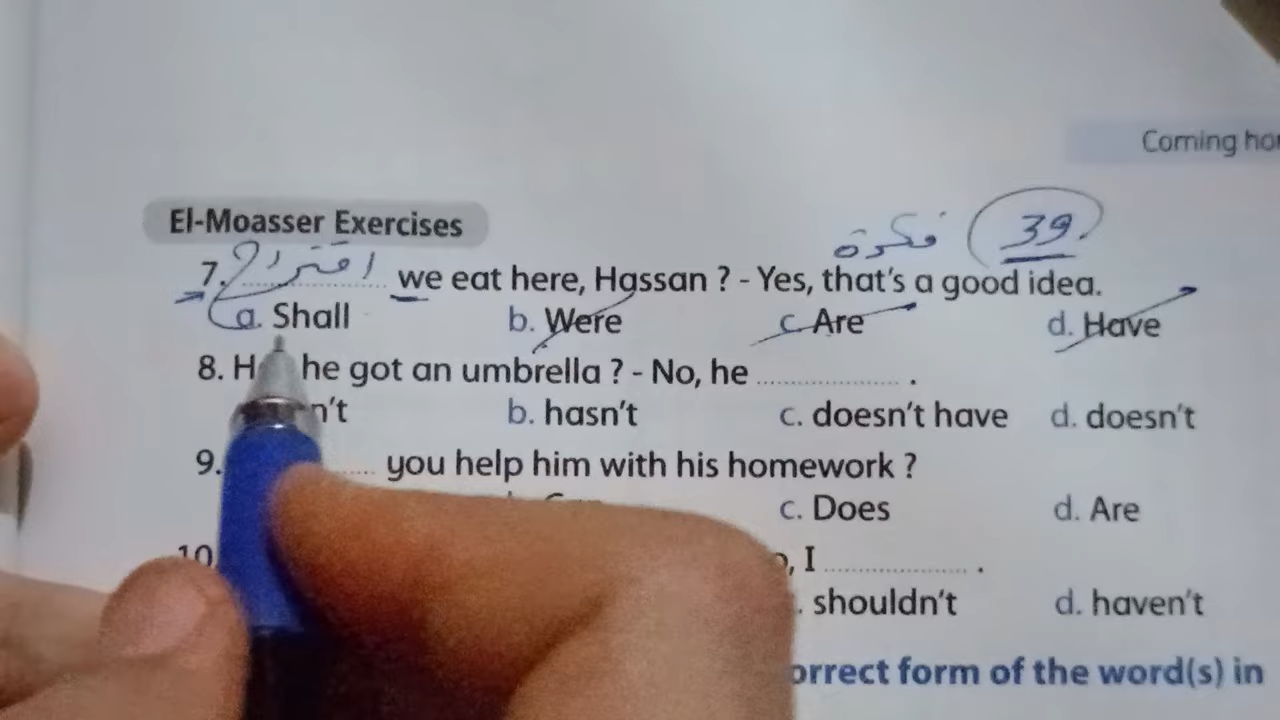 Coming
El-Moasser Exercises
فكرة 39
7. اقتراح we eat here, Hassan ? - Yes, that's a good idea.
a. Shall b. Were c. Are d. Have
8. he got an umbrella ? - No, he .................... .
b. hasn't c. doesn't have d. doesn't
9. you help him with his homework ?
c. Does d. Are
10 , I .................... .
shouldn't d. haven't
form of the word(s) in